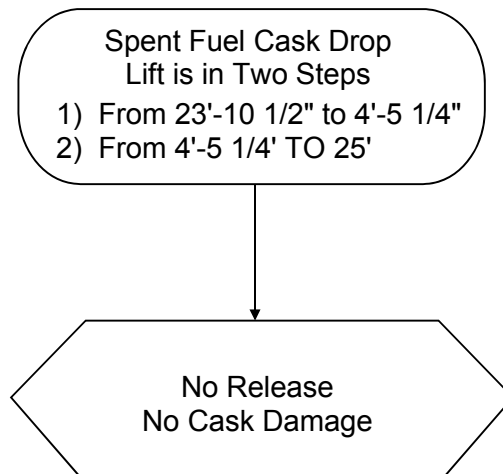 Spent Fuel Cask Drop
Lift is in Two Steps
1) From 23'-10 1/2" to 4'-5 1/4"
2) From 4'-5 1/4' TO 25'
No Release
No Cask Damage